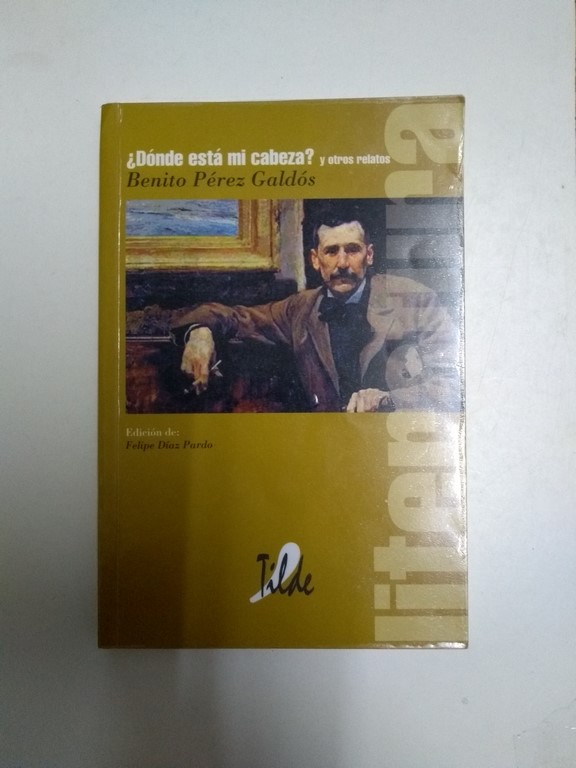 ¿Dónde está mi cabeza? y otros relatos
Benito Pérez Galdós
Edición de:
Felipe Díaz Pardo
Tilde
literatura